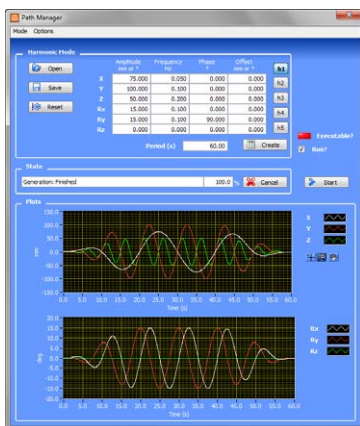 Path Manager
Mode Options
Harmonic Mode
Amplitude Frequency Phase Offset
mm or ° Hz ° mm or °
Open X 75.000 0.050 0.000 0.000 h1
Y 100.000 0.100 0.000 0.000 h2
Save Z 50.000 0.200 0.000 0.000 h3
Rx 15.000 0.100 0.000 0.000 h4
Reset Ry 15.000 0.100 90.000 0.000 h5
Rz 0.000 0.000 0.000 0.000
Period (s) 60.00 Create
Executable?
Run?
State
Generation: Finished 100.0 % Cancel Start
Plots
150.0
100.0
50.0
0.0
-50.0
-100.0
-150.0
mm
0.0 5.0 10.0 15.0 20.0 25.0 30.0 35.0 40.0 45.0 50.0 55.0 60.0
Time (s)
X
Y
Z
20.0
15.0
10.0
5.0
0.0
-5.0
-10.0
-15.0
-20.0
deg
0.0 5.0 10.0 15.0 20.0 25.0 30.0 35.0 40.0 45.0 50.0 55.0 60.0
Time (s)
Rx
Ry
Rz